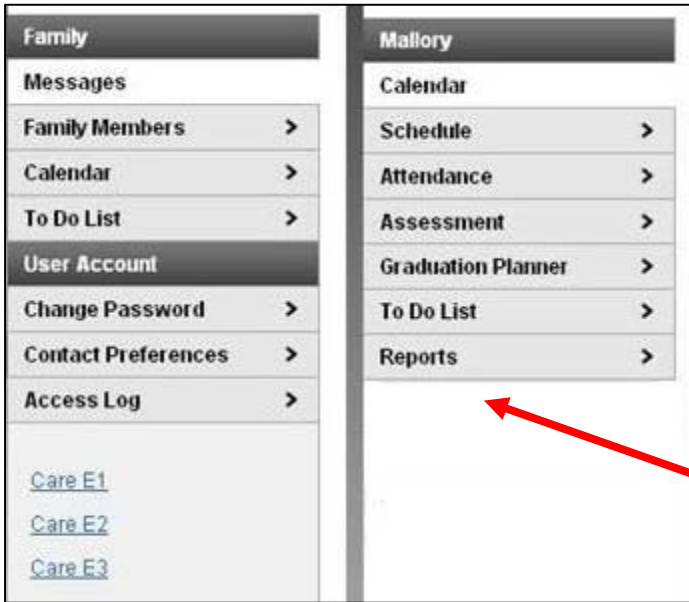 Family
Messages
Family Members
Calendar
To Do List
User Account
Change Password
Contact Preferences
Access Log
Care E1
Care E2
Care E3
Mallory
Calendar
Schedule
Attendance
Assessment
Graduation Planner
To Do List
Reports